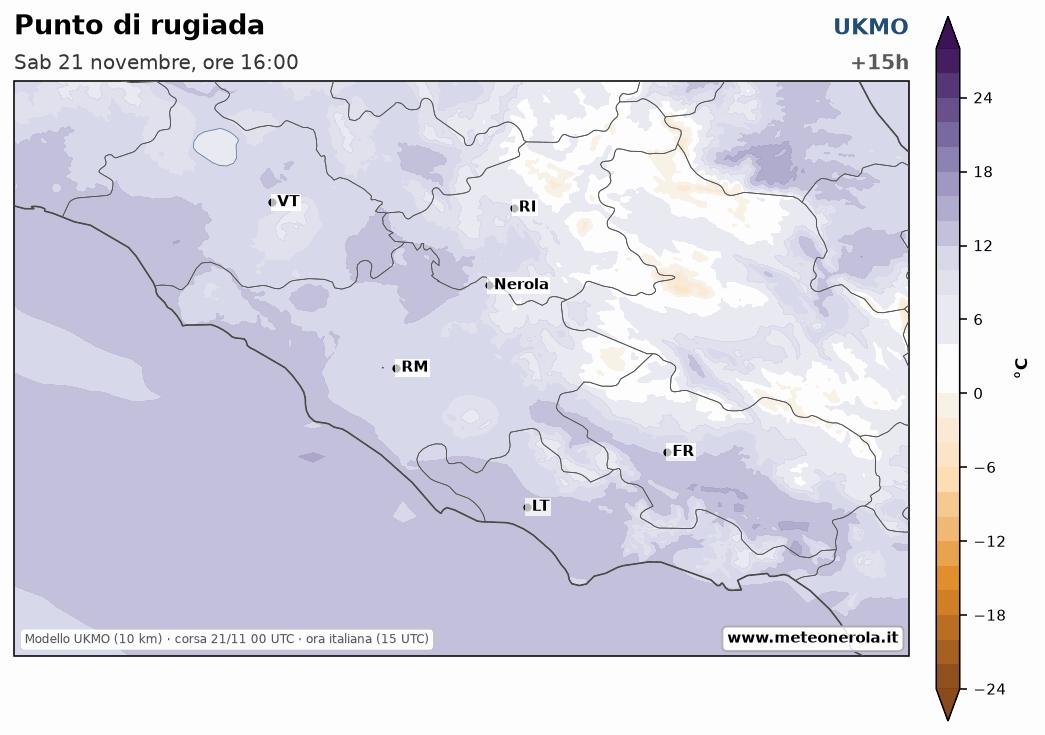 Punto di rugiada
UKMO
Sab 21 novembre, ore 16:00
+15h
VT
RI
Nerola
RM
FR
LT
24
18
12
6
0
−6
−12
−18
−24
°C
Modello UKMO (10 km) · corsa 21/11 00 UTC · ora italiana (15 UTC)
www.meteonerola.it